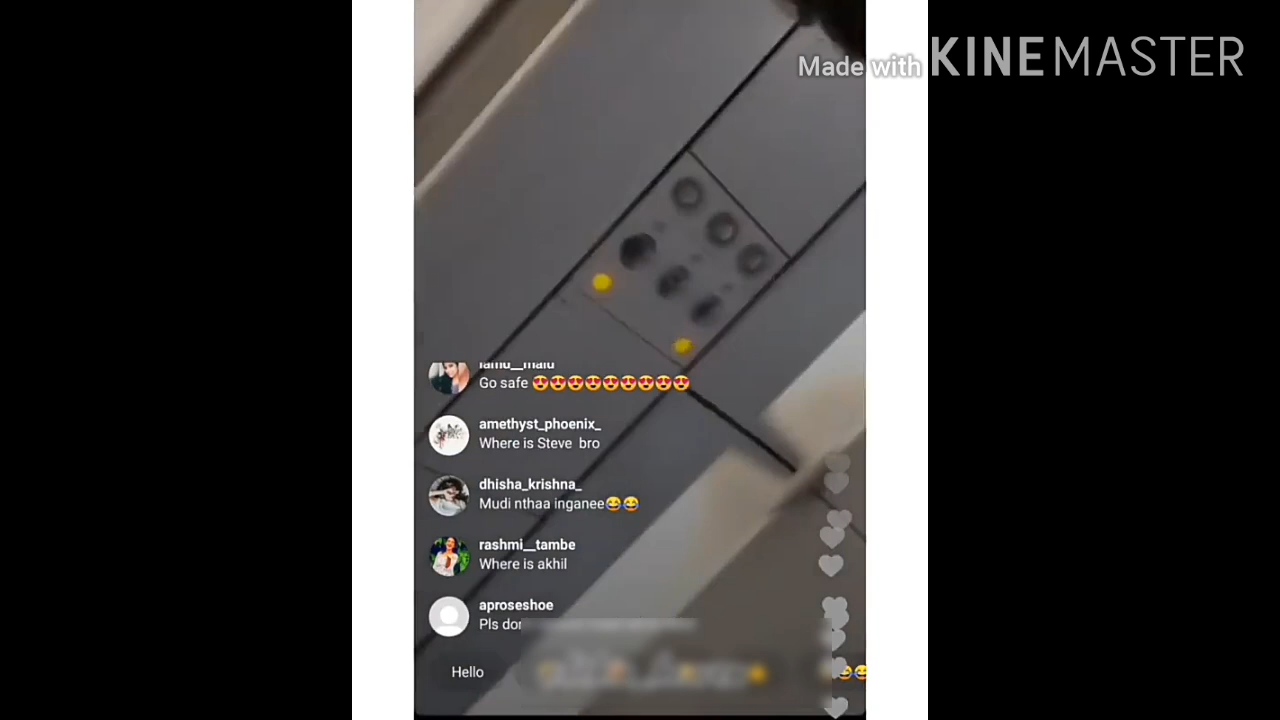 Made with KINEMASTER
Go safe 😍😍😍😍😍😍😍😍😍
amethyst_phoenix_
Where is Steve bro
dhisha_krishna_
Mudi nthaa inganee😂😂
rashmi__tambe
Where is akhil
aproseshoe
Pls
Hello
😂😂